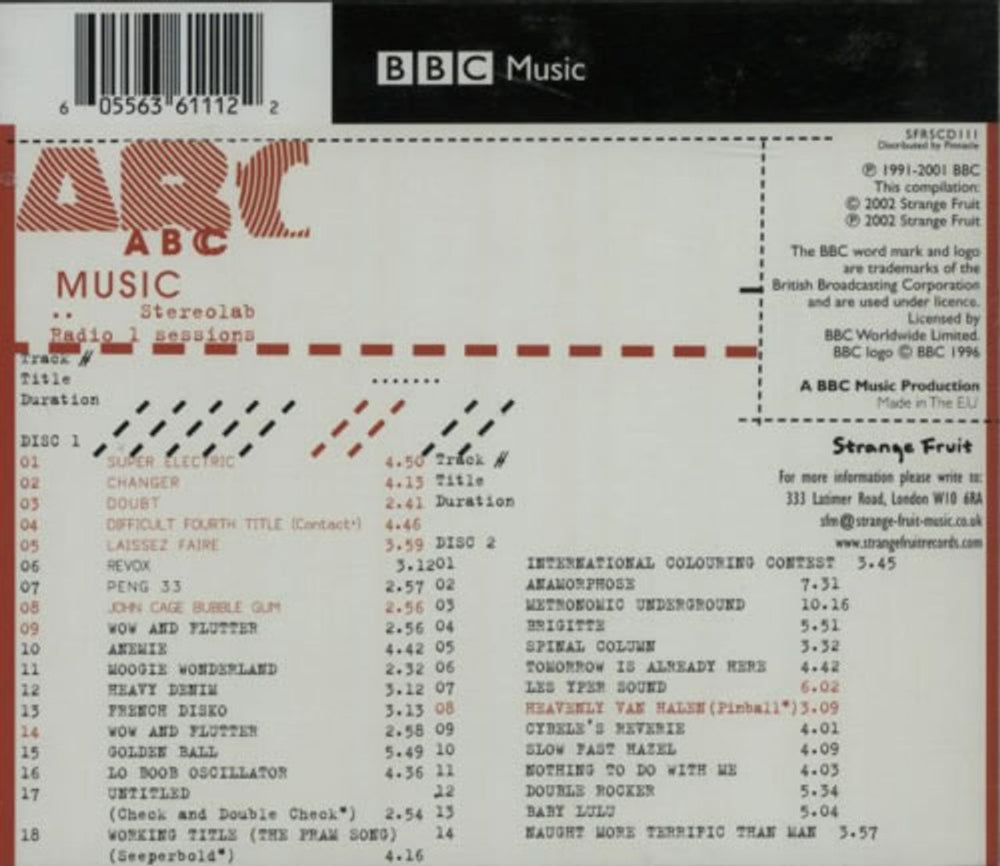 6 05563 61112 2
BBC Music
ABC
ABC
MUSIC
.. Stereolab
Radio 1 sessions
SFRSCD111
Distributed by Pinnacle
℗ 1991-2001 BBC
This compilation:
© 2002 Strange Fruit
℗ 2002 Strange Fruit
The BBC word mark and logo
are trademarks of the
British Broadcasting Corporation
and are used under licence.
Licensed by
BBC Worldwide Limited.
BBC logo © BBC 1996
A BBC Music Production
Made in The E.U
Strange Fruit
For more information please write to:
333 Latimer Road, London W10 6RA
sfm@strange-fruit-music.co.uk
www.strangefruitrecords.com
Track #
Title .......
Duration
DISC 1
01 SUPER ELECTRIC 4.50
02 CHANGER 4.13
03 DOUBT 2.41
04 DIFFICULT FOURTH TITLE (Contact*) 4.46
05 LAISSEZ FAIRE 3.59
06 REVOX 3.12
07 PENG 33 2.57
08 JOHN CAGE BUBBLE GUM 2.56
09 WOW AND FLUTTER 2.56
10 ANEMIE 4.42
11 MOOGIE WONDERLAND 2.32
12 HEAVY DENIM 3.12
13 FRENCH DISKO 3.13
14 WOW AND FLUTTER 2.58
15 GOLDEN BALL 5.49
16 LO BOOB OSCILLATOR 4.36
17 UNTITLED
(Check and Double Check*) 2.54
18 WORKING TITLE (THE PRAM SONG)
(Seeperbold*) 4.16
Track #
Title
Duration
DISC 2
01 INTERNATIONAL COLOURING CONTEST 3.45
02 ANAMORPHOSE 7.31
03 METRONOMIC UNDERGROUND 10.16
04 BRIGITTE 5.51
05 SPINAL COLUMN 3.32
06 TOMORROW IS ALREADY HERE 4.42
07 LES YPER SOUND 6.02
08 HEAVENLY VAN HALEN (Pinball*) 3.09
09 CYBELE'S REVERIE 4.01
10 SLOW FAST HAZEL 4.09
11 NOTHING TO DO WITH ME 4.03
12 DOUBLE ROCKER 5.34
13 BABY LULU 5.04
14 NAUGHT MORE TERRIFIC THAN MAN 3.57